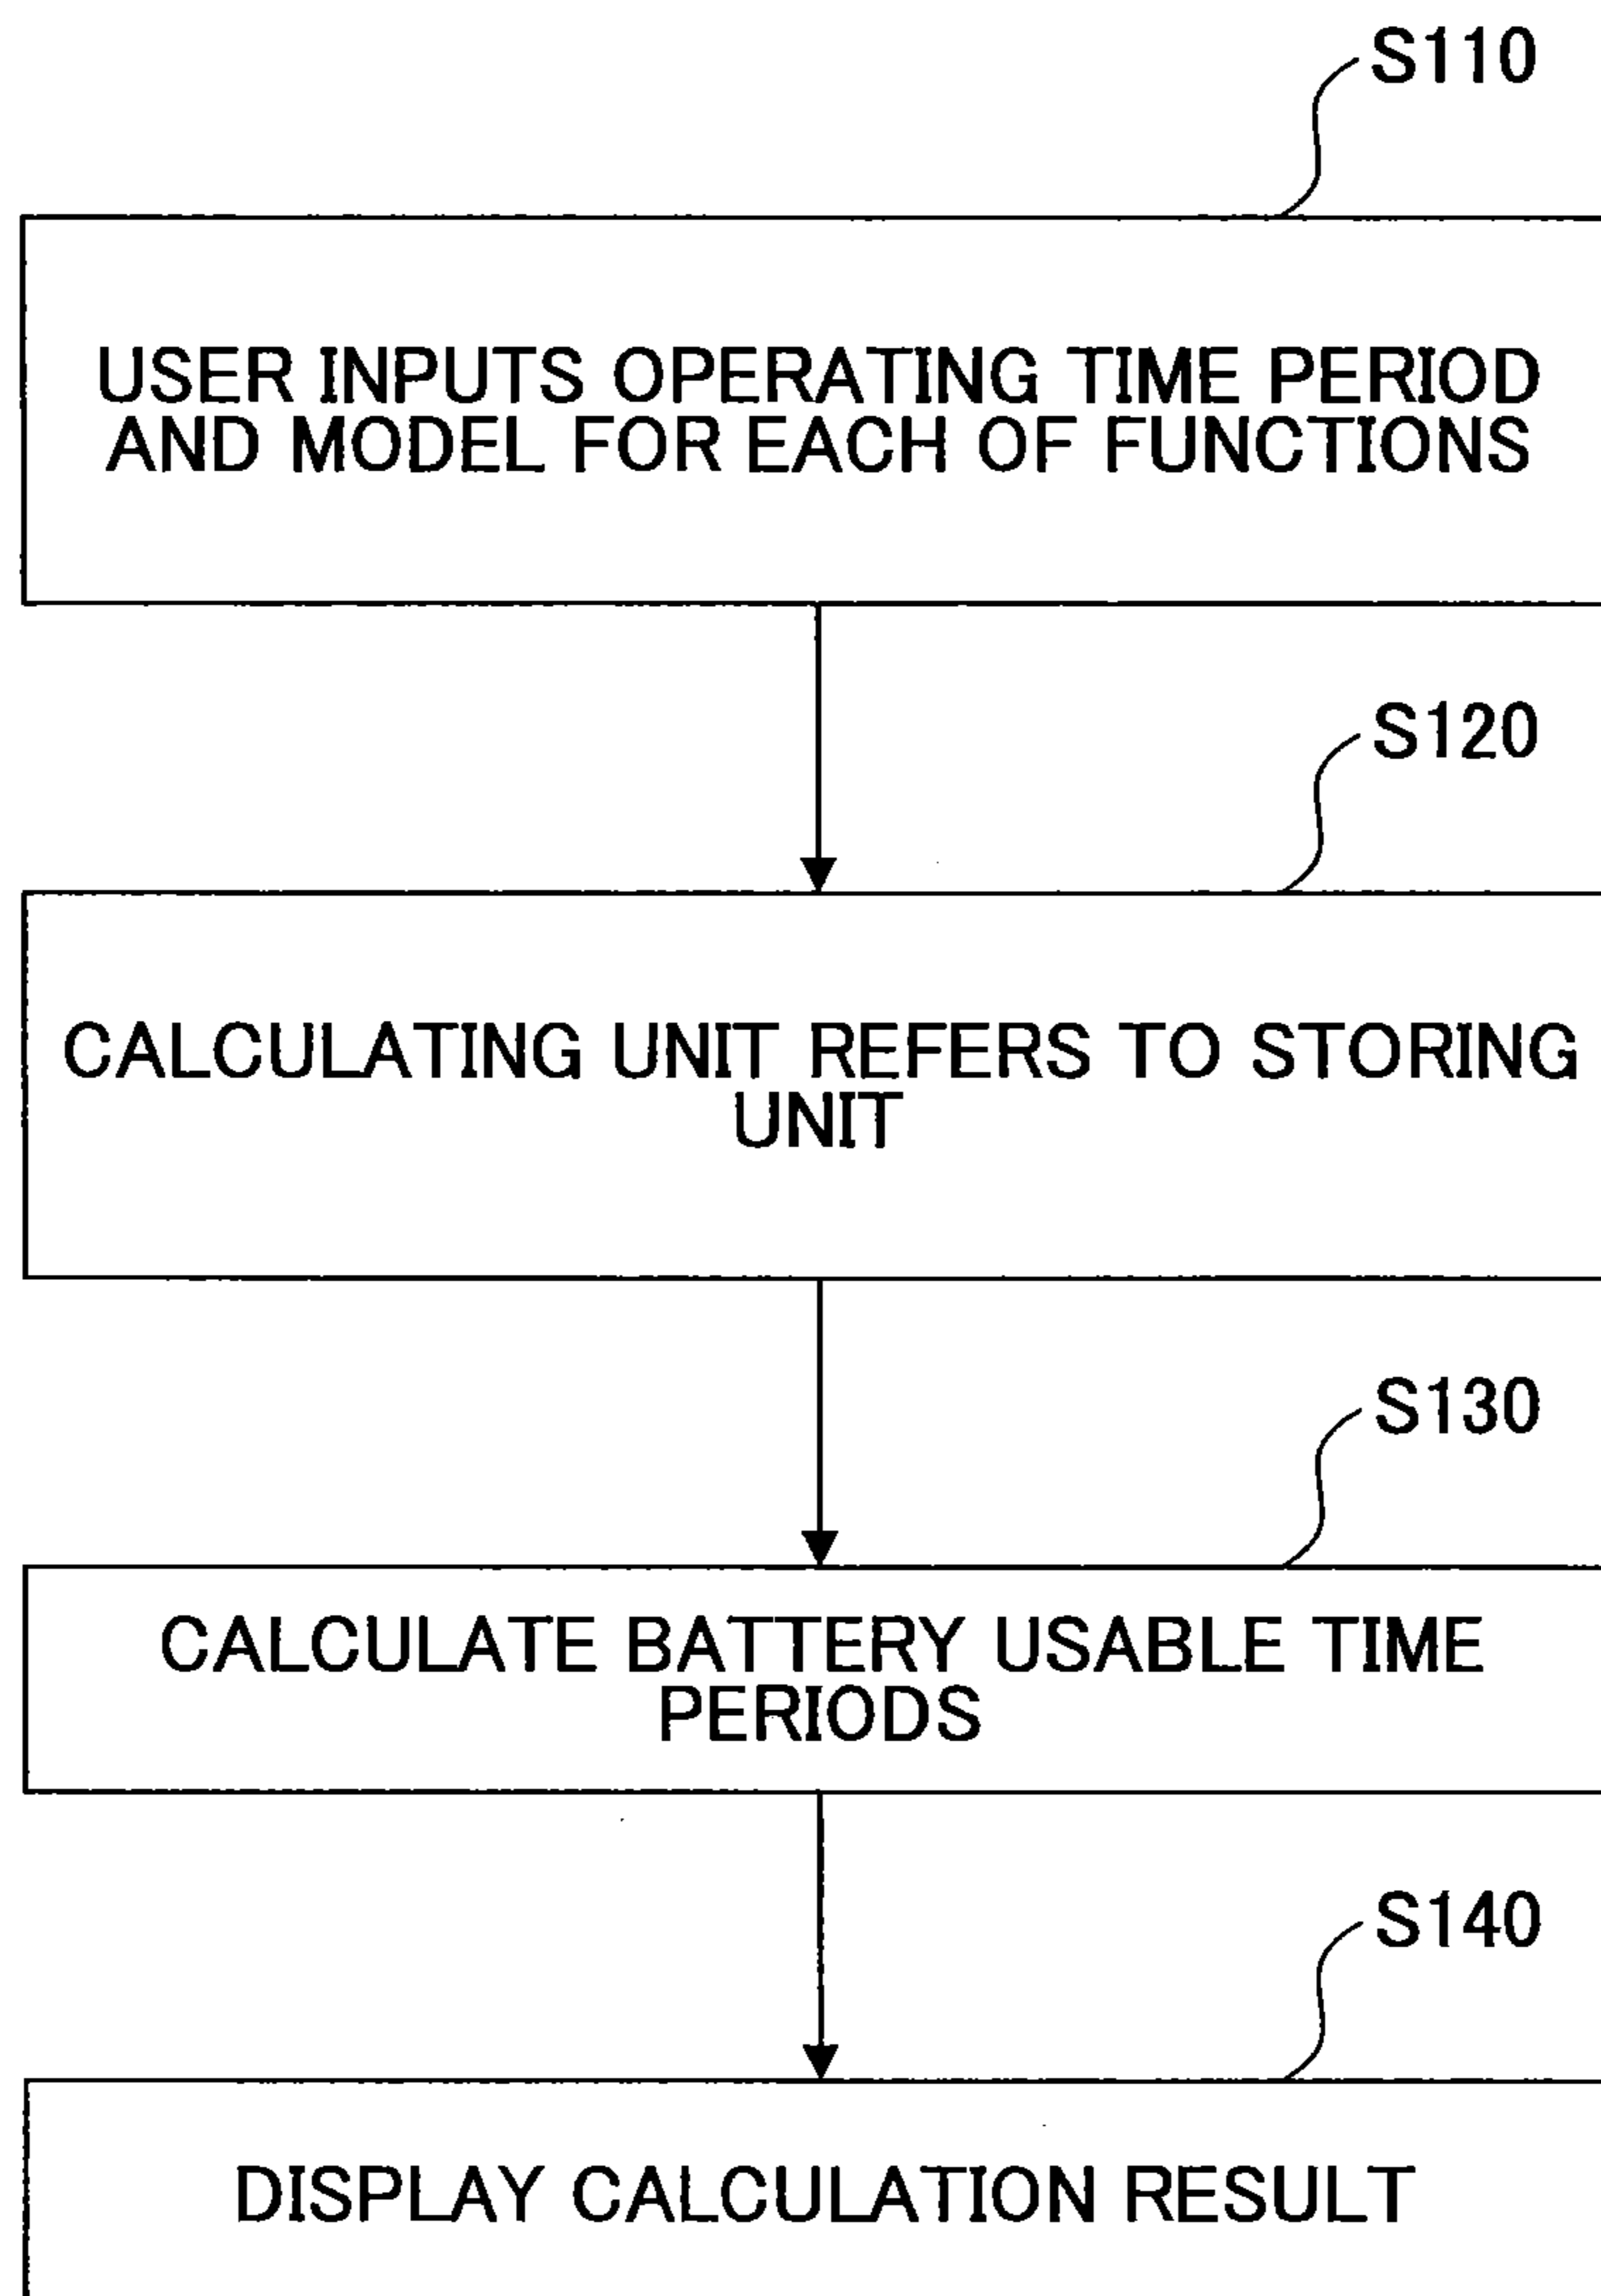 S110
USER INPUTS OPERATING TIME PERIOD
AND MODEL FOR EACH OF FUNCTIONS
S120
CALCULATING UNIT REFERS TO STORING
UNIT
S130
CALCULATE BATTERY USABLE TIME
PERIODS
S140
DISPLAY CALCULATION RESULT